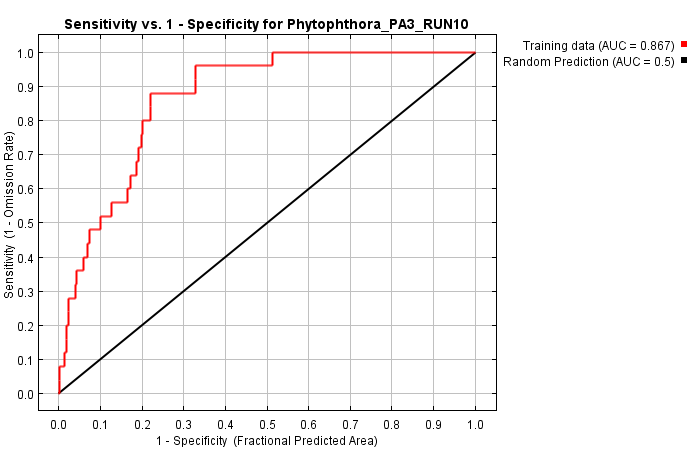 Sensitivity vs. 1 - Specificity for Phytophthora_PA3_RUN10
Training data (AUC = 0.867)
Random Prediction (AUC = 0.5)
Sensitivity (1 - Omission Rate)
1.0
0.9
0.8
0.7
0.6
0.5
0.4
0.3
0.2
0.1
0.0
0.0 0.1 0.2 0.3 0.4 0.5 0.6 0.7 0.8 0.9 1.0
1 - Specificity (Fractional Predicted Area)